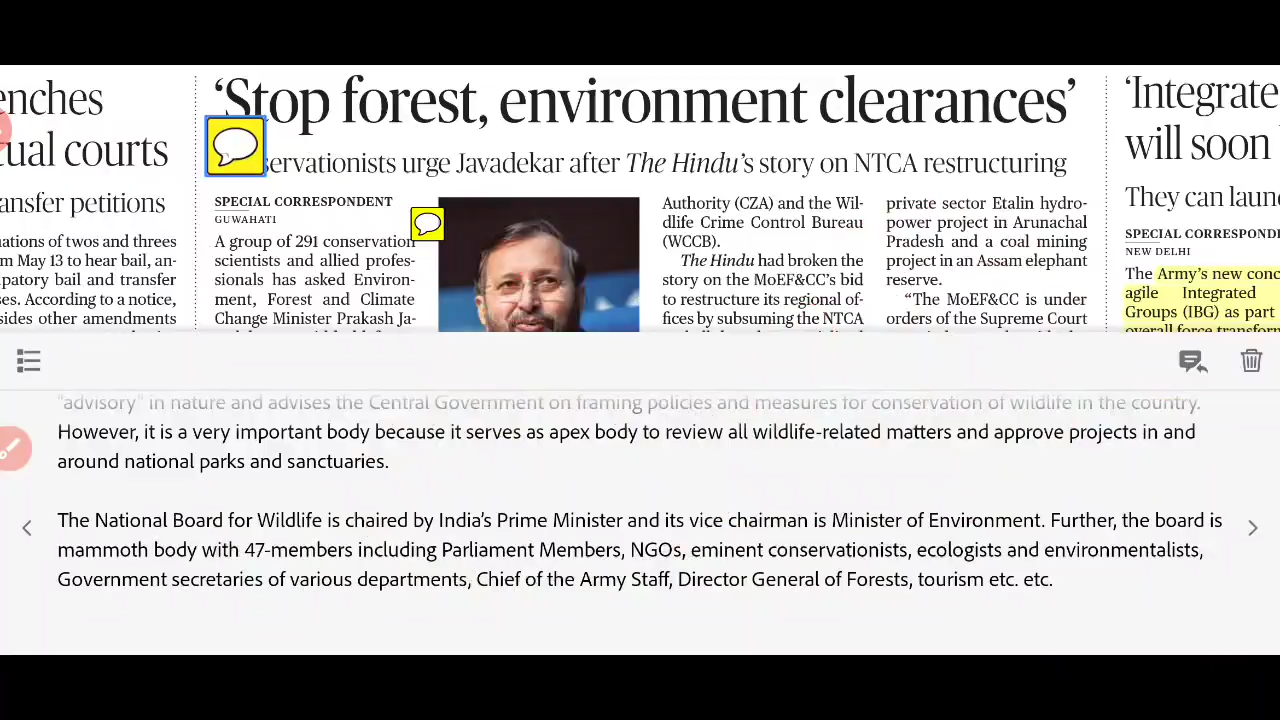 enches
tual courts
ansfer petitions
uations of twos and threes
m May 13 to hear bail, an-
ipatory bail and transfer
ses. According to a notice,
sides other amendments
'Stop forest, environment clearances'
servationists urge Javadekar after The Hindu's story on NTCA restructuring
SPECIAL CORRESPONDENT
GUWAHATI
A group of 291 conservation
scientists and allied profes-
sionals has asked Environ-
ment, Forest and Climate
Change Minister Prakash Ja-
Authority (CZA) and the Wil-
dlife Crime Control Bureau
(WCCB).
The Hindu had broken the
story on the MoEF&CC's bid
to restructure its regional of-
fices by subsuming the NTCA
private sector Etalin hydro-
power project in Arunachal
Pradesh and a coal mining
project in an Assam elephant
reserve.
"The MoEF&CC is under
orders of the Supreme Court
'Integrate
will soon
They can laun
SPECIAL CORRESPONDE
NEW DELHI
The Army's new conc
agile Integrated
Groups (IBG) as part
overall force transform
"advisory" in nature and advises the Central Government on framing policies and measures for conservation of wildlife in the country.
However, it is a very important body because it serves as apex body to review all wildlife-related matters and approve projects in and
around national parks and sanctuaries.
The National Board for Wildlife is chaired by India's Prime Minister and its vice chairman is Minister of Environment. Further, the board is
mammoth body with 47-members including Parliament Members, NGOs, eminent conservationists, ecologists and environmentalists,
Government secretaries of various departments, Chief of the Army Staff, Director General of Forests, tourism etc. etc.